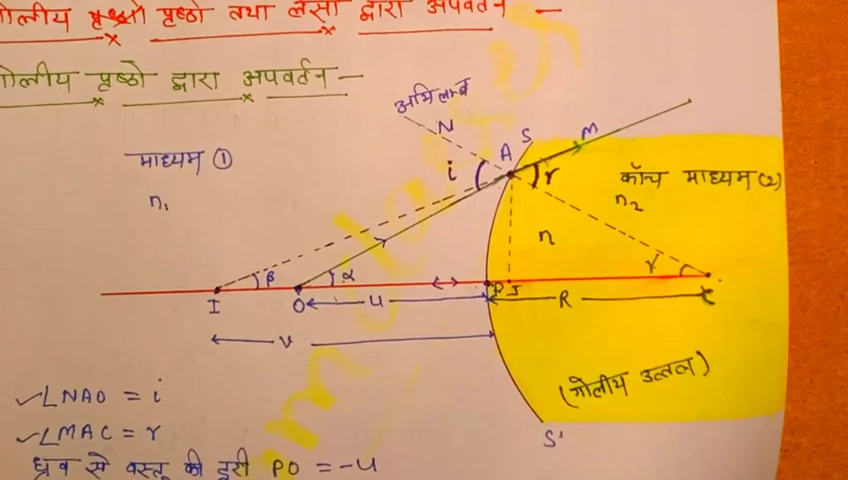 गोलीय पृष्ठो तथा लेंसो द्वारा अपवर्तन —
गोलीय पृष्ठो द्वारा अपवर्तन —
अभिलम्ब
N
S
M
A
माध्यम ①
i
r
काँच माध्यम (2)
n₁
n₂
n
β
α
γ
I
O
u
P
J
R
C
v
(गोलीय उत्तल)
S'
✓∠NAO = i
✓∠MAC = r
ध्रुव से वस्तु की दूरी PO = -u